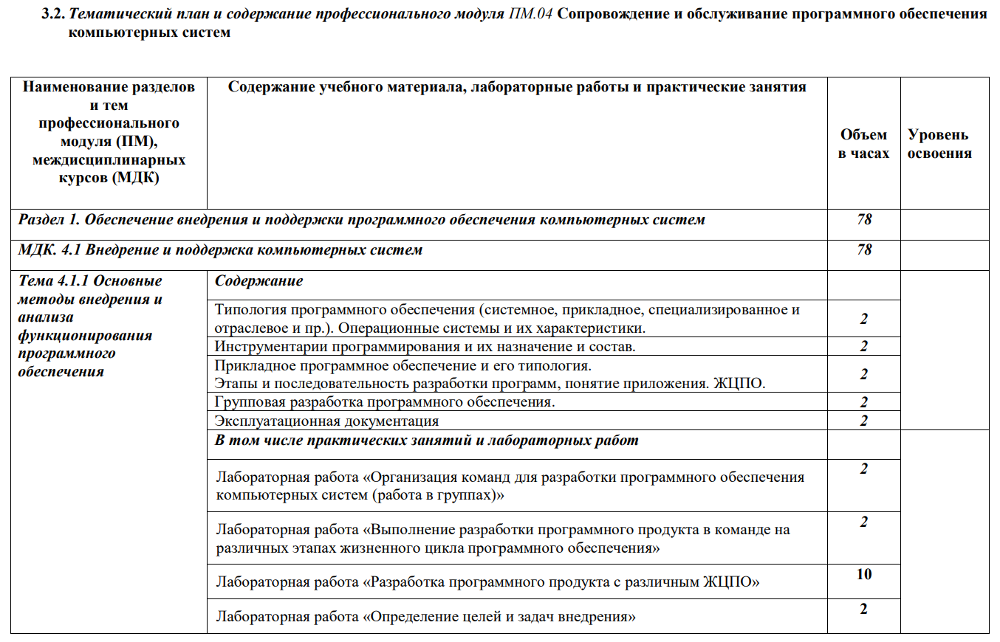 3.2. Тематический план и содержание профессионального модуля ПМ.04 Сопровождение и обслуживание программного обеспечения
компьютерных систем
Наименование разделов
и тем
профессионального
модуля (ПМ),
междисциплинарных
курсов (МДК)
Содержание учебного материала, лабораторные работы и практические занятия
Объем
в часах
Уровень
освоения
Раздел 1. Обеспечение внедрения и поддержки программного обеспечения компьютерных систем
78
МДК. 4.1 Внедрение и поддержка компьютерных систем
78
Тема 4.1.1 Основные
методы внедрения и
анализа
функционирования
программного
обеспечения
Содержание
Типология программного обеспечения (системное, прикладное, специализированное и
отраслевое и пр.). Операционные системы и их характеристики.
2
Инструментарии программирования и их назначение и состав.
2
Прикладное программное обеспечение и его типология.
Этапы и последовательность разработки программ, понятие приложения. ЖЦПО.
2
Групповая разработка программного обеспечения.
2
Эксплуатационная документация
2
В том числе практических занятий и лабораторных работ
Лабораторная работа «Организация команд для разработки программного обеспечения
компьютерных систем (работа в группах)»
2
Лабораторная работа «Выполнение разработки программного продукта в команде на
различных этапах жизненного цикла программного обеспечения»
2
Лабораторная работа «Разработка программного продукта с различным ЖЦПО»
10
Лабораторная работа «Определение целей и задач внедрения»
2